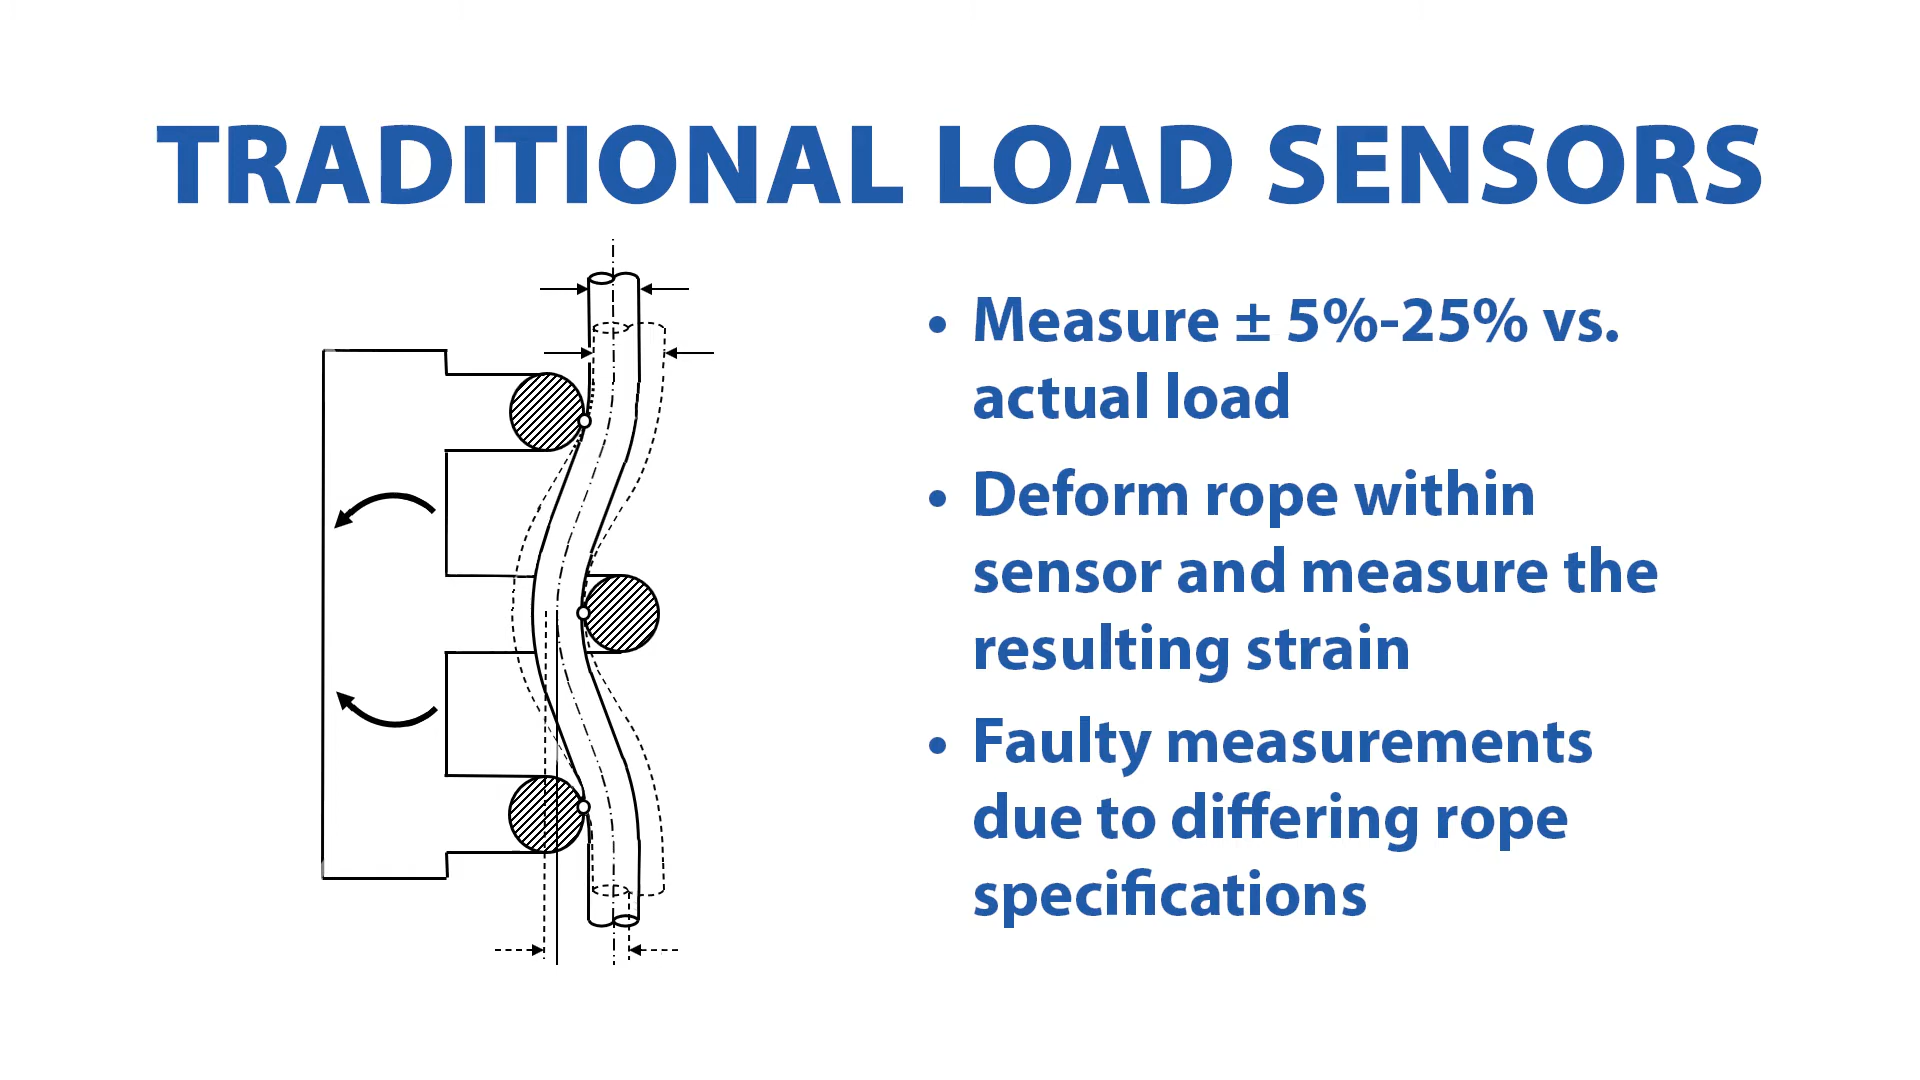 TRADITIONAL LOAD SENSORS
• Measure ± 5%-25% vs.
actual load
• Deform rope within
sensor and measure the
resulting strain
• Faulty measurements
due to differing rope
specifications